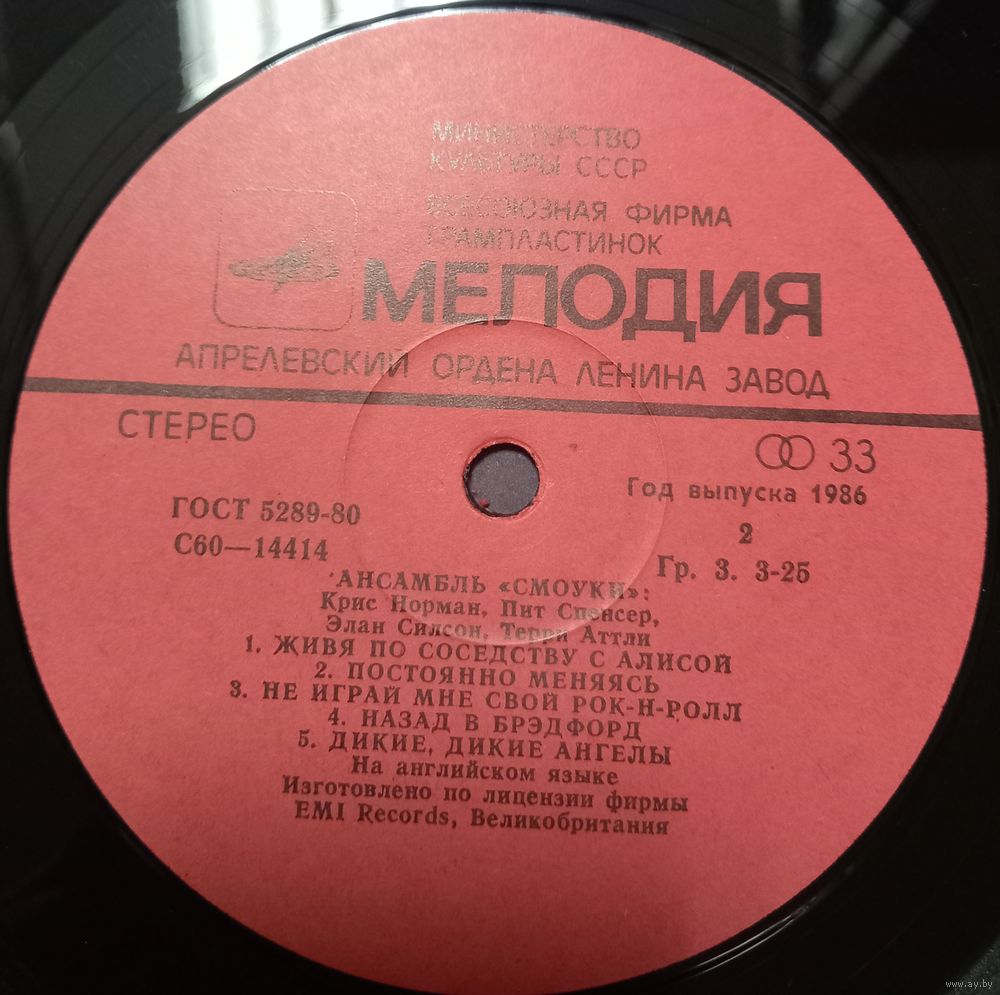 МИНИСТЕРСТВО
КУЛЬТУРЫ СССР
ВСЕСОЮЗНАЯ ФИРМА
ГРАМПЛАСТИНОК
МЕЛОДИЯ
АПРЕЛЕВСКИЙ ОРДЕНА ЛЕНИНА ЗАВОД
СТЕРЕО
33
ГОСТ 5289-80
Год выпуска 1986
С60—14414
2
Гр. 3. 3-25
АНСАМБЛЬ «СМОУКИ»:
Крис Норман, Пит Спенсер,
Элан Силсон, Терри Аттли
1. ЖИВЯ ПО СОСЕДСТВУ С АЛИСОЙ
2. ПОСТОЯННО МЕНЯЯСЬ
3. НЕ ИГРАЙ МНЕ СВОЙ РОК-Н-РОЛЛ
4. НАЗАД В БРЭДФОРД
5. ДИКИЕ, ДИКИЕ АНГЕЛЫ
На английском языке
Изготовлено по лицензии фирмы
EMI Records, Великобритания
www.ay.by